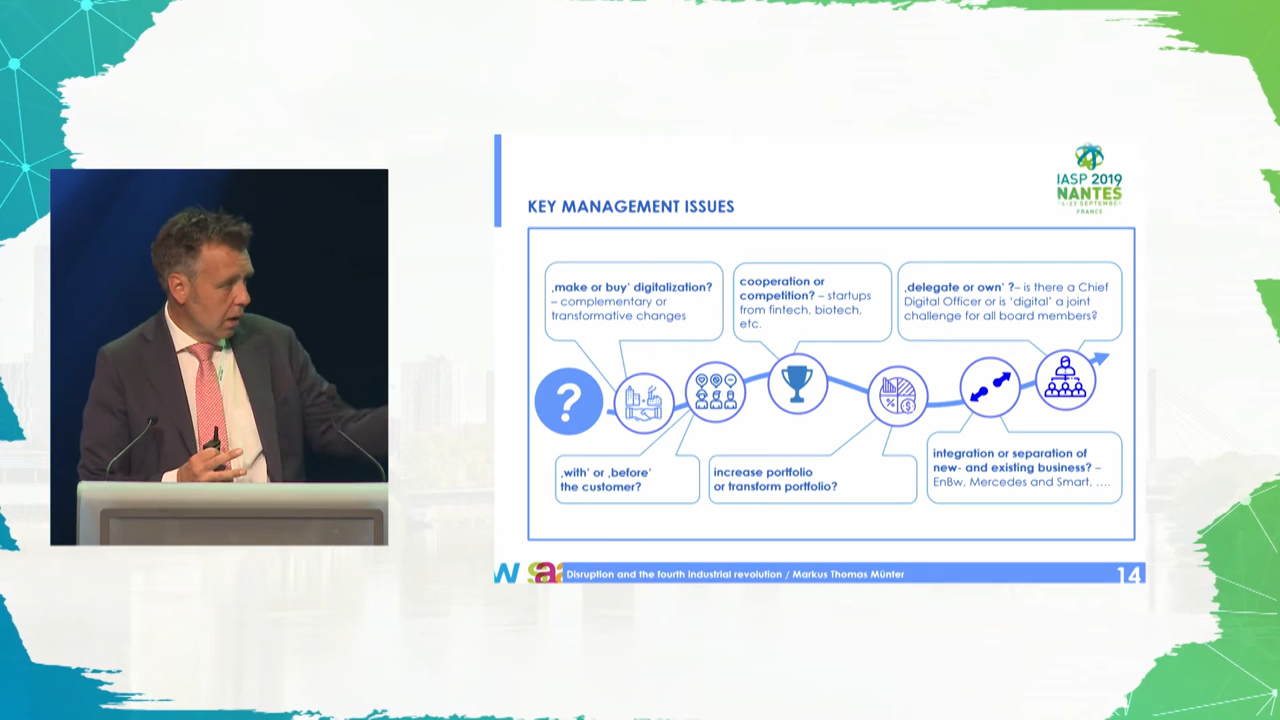 IASP 2019
NANTES
FRANCE
KEY MANAGEMENT ISSUES
‚make or buy' digitalization?
– complementary or
transformative changes
cooperation or
competition? – startups
from fintech, biotech,
etc.
‚delegate or own' ?– is there a Chief
Digital Officer or is 'digital' a joint
challenge for all board members?
?
‚with' or ‚before'
the customer?
increase portfolio
or transform portfolio?
integration or separation of
new- and existing business? –
EnBw, Mercedes and Smart, ….
Disruption and the fourth industrial revolution / Markus Thomas Münter
14